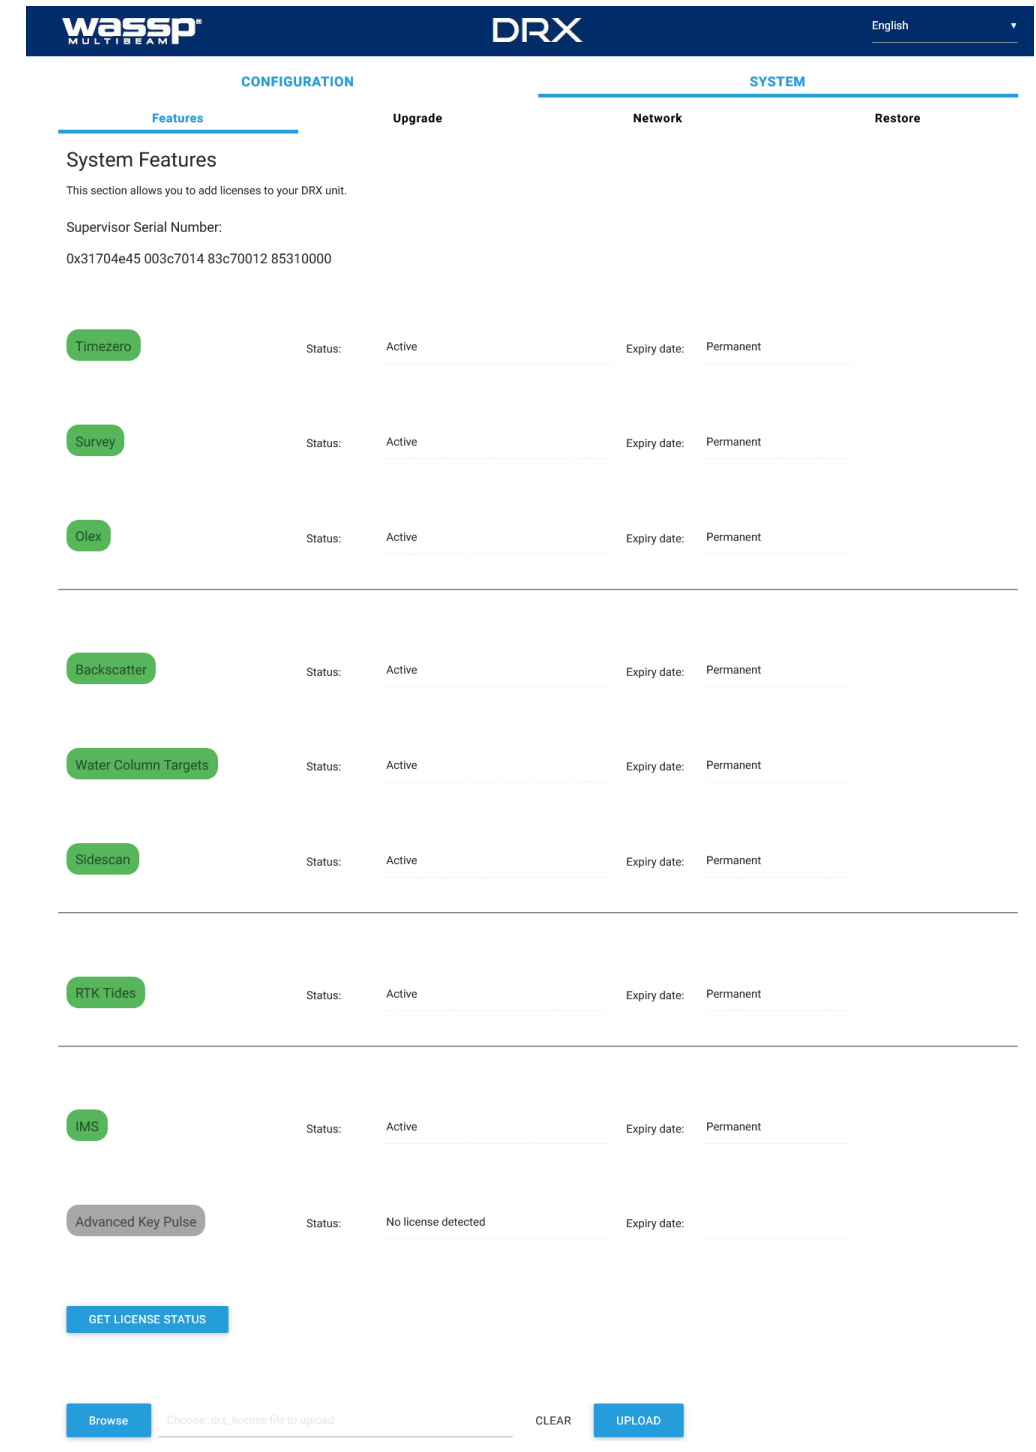 wassp®
MULTIBEAM
DRX
English
CONFIGURATION SYSTEM
Features Upgrade Network Restore
System Features
This section allows you to add licenses to your DRX unit.
Supervisor Serial Number:
0x31704e45 003c7014 83c70012 85310000
Timezero Status: Active Expiry date: Permanent
Survey Status: Active Expiry date: Permanent
Olex Status: Active Expiry date: Permanent
Backscatter Status: Active Expiry date: Permanent
Water Column Targets Status: Active Expiry date: Permanent
Sidescan Status: Active Expiry date: Permanent
RTK Tides Status: Active Expiry date: Permanent
IMS Status: Active Expiry date: Permanent
Advanced Key Pulse Status: No license detected Expiry date:
GET LICENSE STATUS
Browse Choose .drx_license file to upload CLEAR UPLOAD